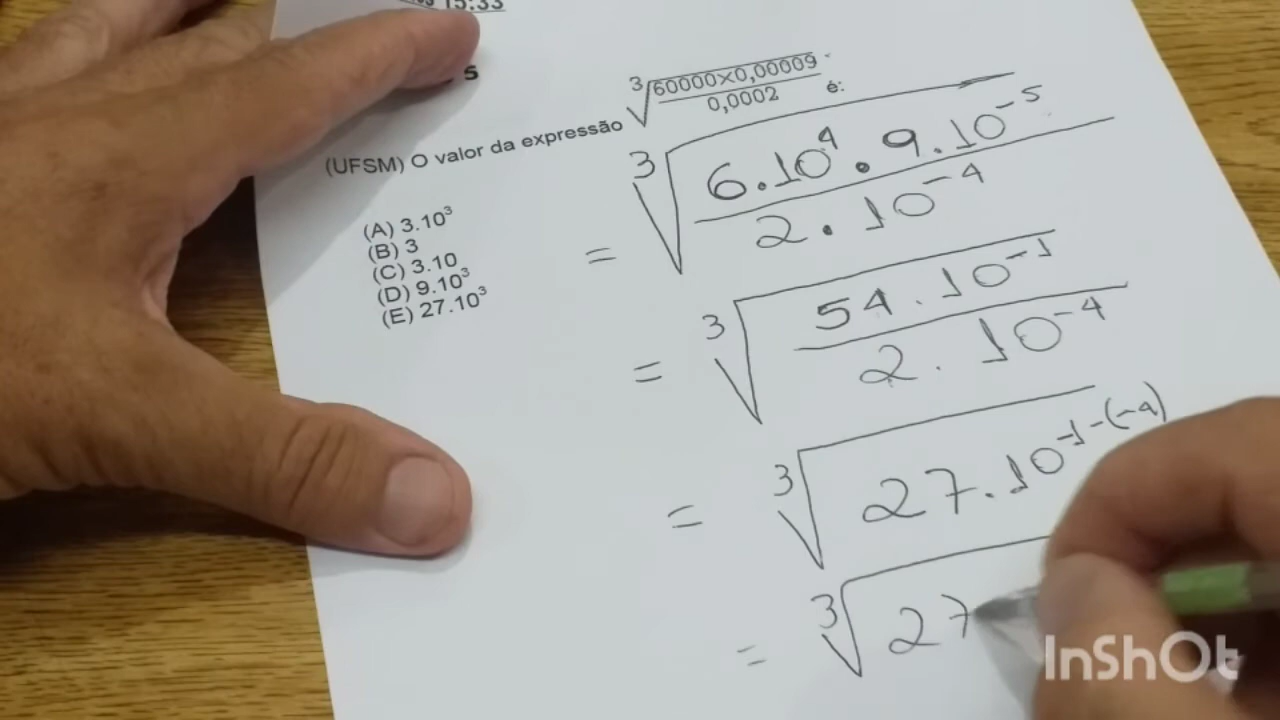 15:33
s
(UFSM) O valor da expressão ∛(60000×0,00009 / 0,0002) é:
(A) 3.10³
(B) 3
(C) 3.10
(D) 9.10³
(E) 27.10³
= ∛(6.10⁴ . 9.10⁻⁵ / 2 . 10⁻⁴)
= ∛(54 . 10⁻¹ / 2 . 10⁻⁴)
= ∛(27 . 10⁻¹⁻⁽⁻⁴⁾)
= ∛27
InShOt